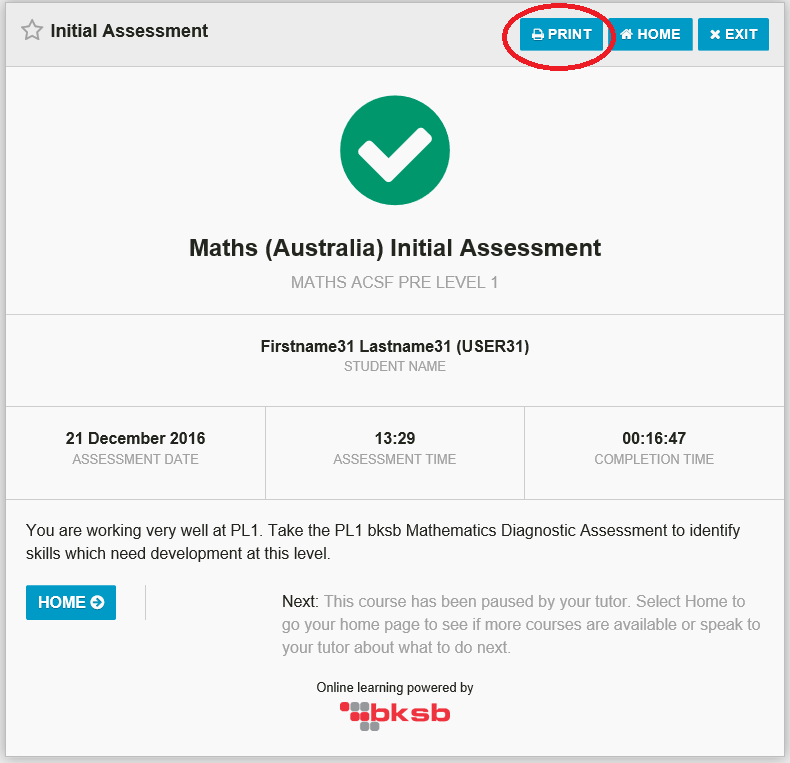 Initial Assessment
PRINT
HOME
EXIT
Maths (Australia) Initial Assessment
MATHS ACSF PRE LEVEL 1
Firstname31 Lastname31 (USER31)
STUDENT NAME
21 December 2016
ASSESSMENT DATE
13:29
ASSESSMENT TIME
00:16:47
COMPLETION TIME
You are working very well at PL1. Take the PL1 bksb Mathematics Diagnostic Assessment to identify
skills which need development at this level.
HOME
Next: This course has been paused by your tutor. Select Home to
go your home page to see if more courses are available or speak to
your tutor about what to do next.
Online learning powered by
bksb